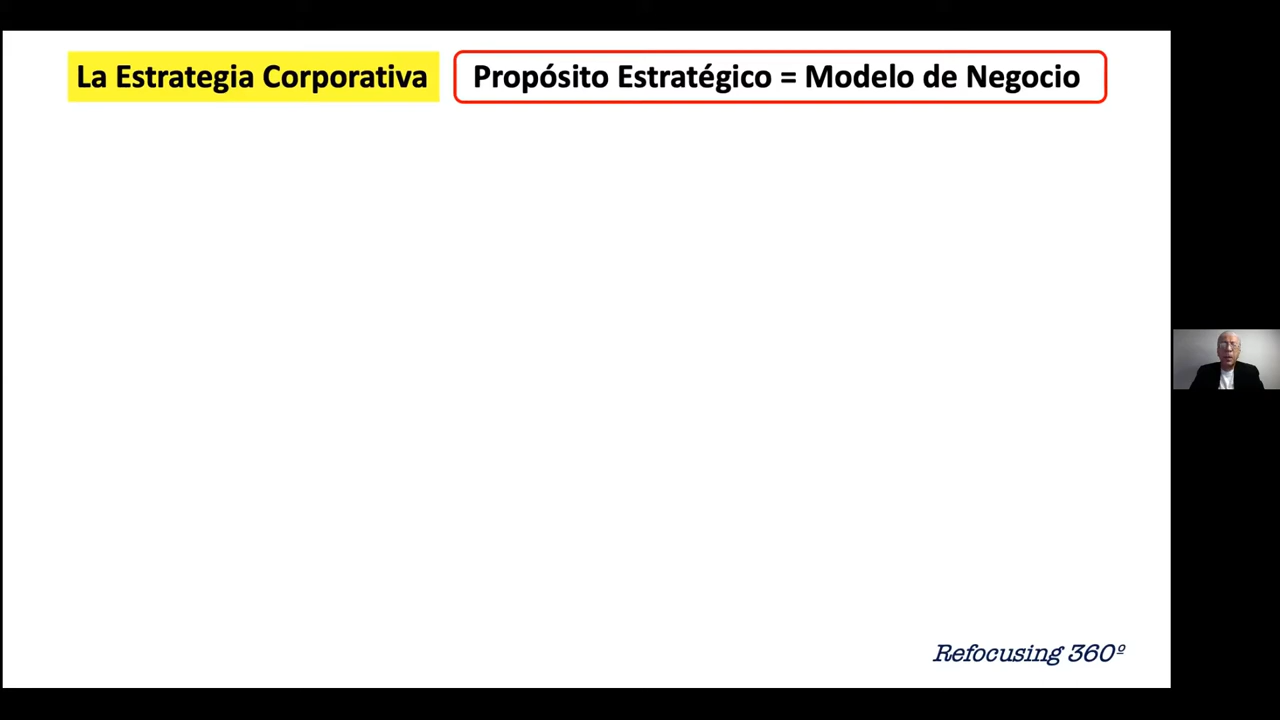 La Estrategia Corporativa
Propósito Estratégico = Modelo de Negocio
Refocusing 360º